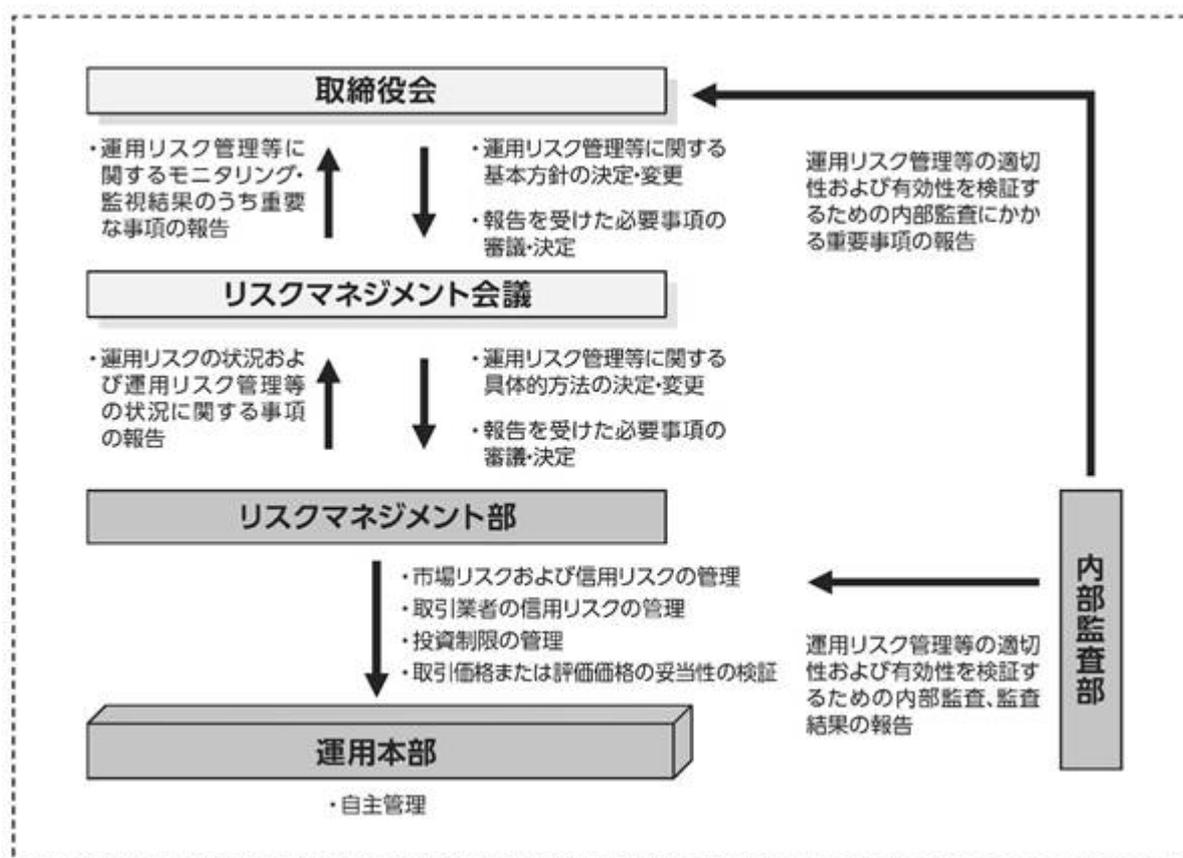 取締役会
・運用リスク管理等に
関するモニタリング・
監視結果のうち重要
な事項の報告
・運用リスク管理等に関する
基本方針の決定・変更
・報告を受けた必要事項の
審議・決定
運用リスク管理等の適切
性および有効性を検証す
るための内部監査にかか
る重要事項の報告
リスクマネジメント会議
・運用リスクの状況およ
び運用リスク管理等
の状況に関する事項
の報告
・運用リスク管理等に関する
具体的方法の決定・変更
・報告を受けた必要事項の
審議・決定
リスクマネジメント部
・市場リスクおよび信用リスクの管理
・取引業者の信用リスクの管理
・投資制限の管理
・取引価格または評価価格の妥当性の検証
内部監査部
運用リスク管理等の適切
性および有効性を検証す
るための内部監査、監査
結果の報告
運用本部
・自主管理